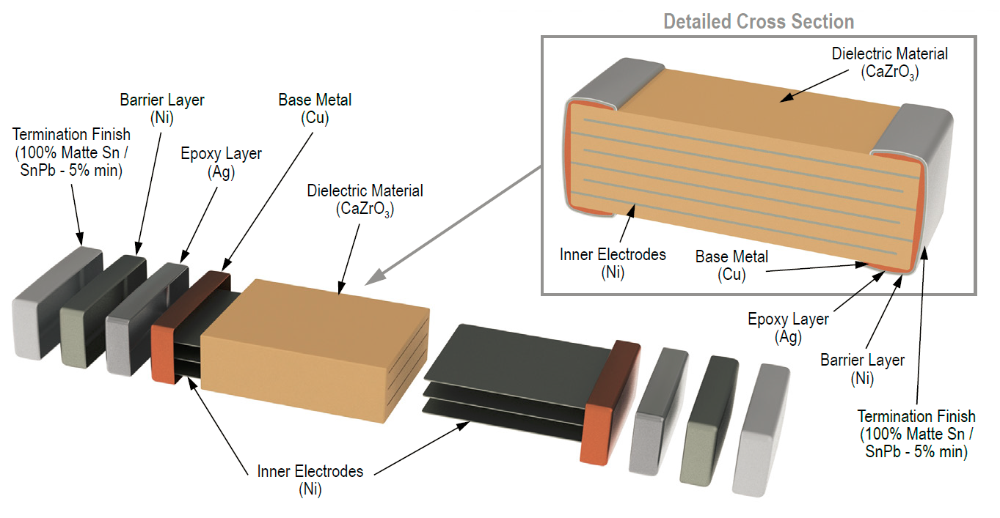 Detailed Cross Section
Dielectric Material
(CaZrO₃)
Barrier Layer
(Ni)
Base Metal
(Cu)
Termination Finish
(100% Matte Sn /
SnPb - 5% min)
Epoxy Layer
(Ag)
Dielectric Material
(CaZrO₃)
Inner Electrodes
(Ni)
Base Metal
(Cu)
Epoxy Layer
(Ag)
Barrier Layer
(Ni)
Termination Finish
(100% Matte Sn /
SnPb - 5% min)
Inner Electrodes
(Ni)